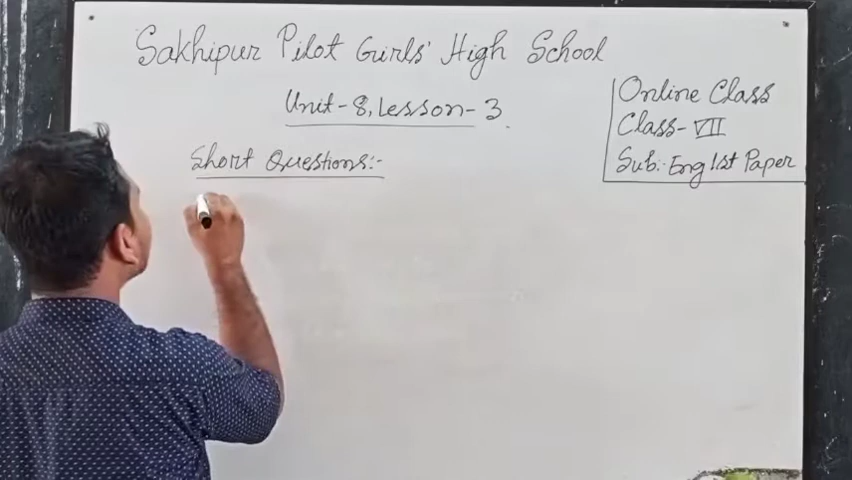 Sakhipur Pilot Girls' High School
Unit-8, Lesson-3.
Online Class
Class-VII
Sub:- Eng 1st Paper
Short Questions:-